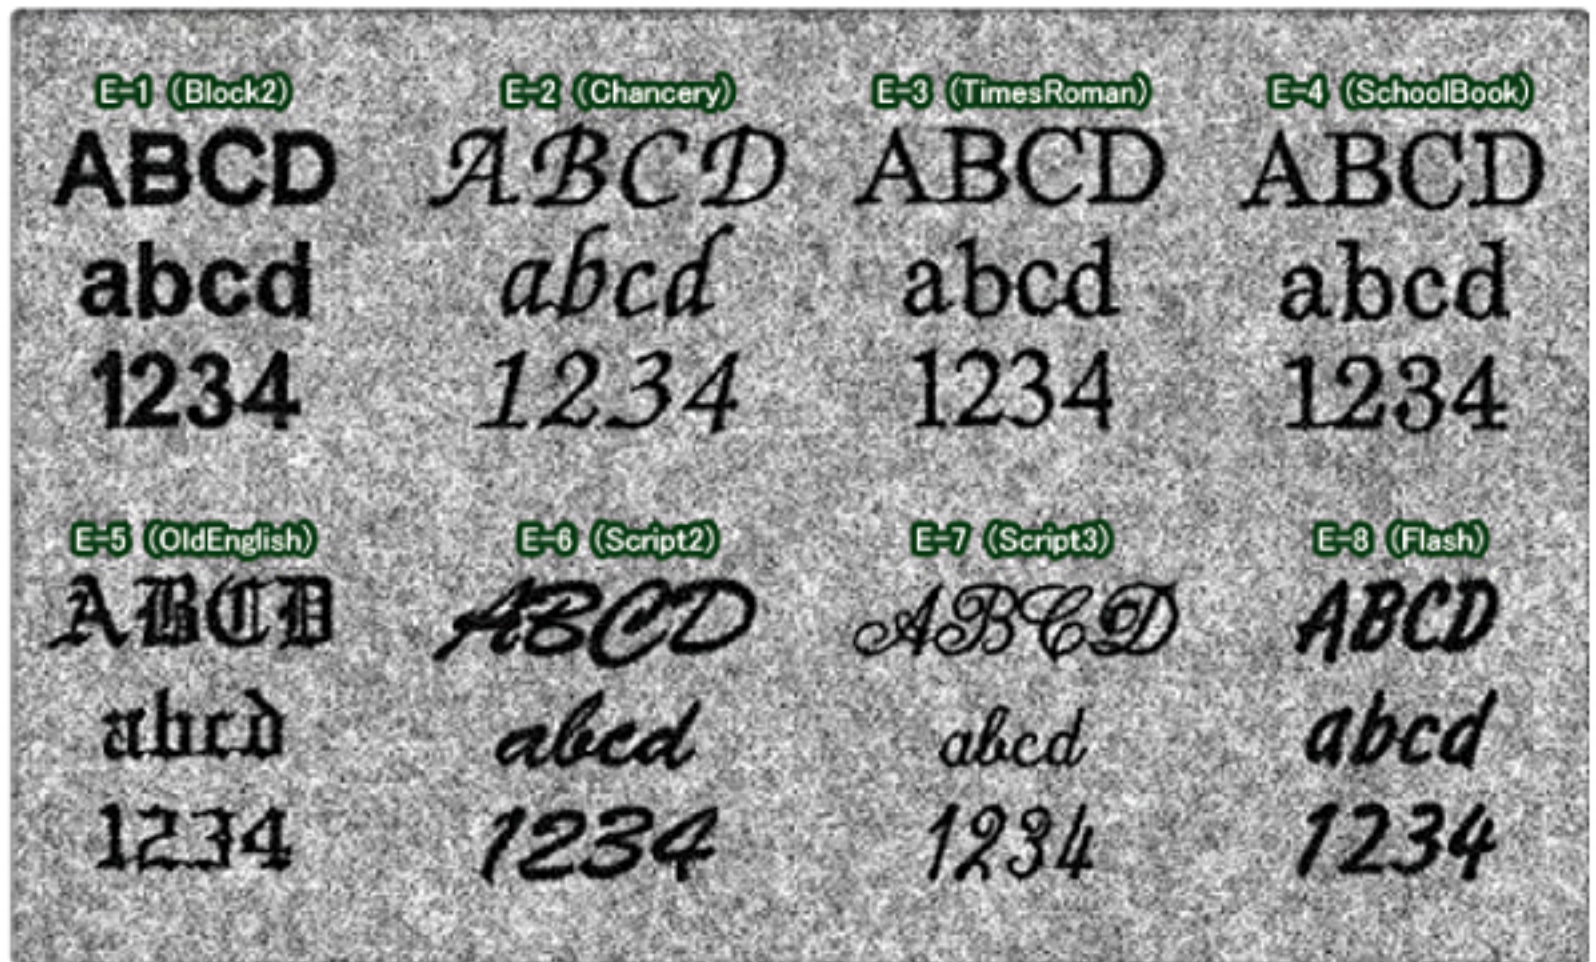 E-1 (Block2)
ABCD
abcd
1234
E-2 (Chancery)
ABCD
abcd
1234
E-3 (TimesRoman)
ABCD
abcd
1234
E-4 (SchoolBook)
ABCD
abcd
1234
E-5 (OldEnglish)
ABCD
abcd
1234
E-6 (Script2)
ABCD
abcd
1234
E-7 (Script3)
ABCD
abcd
1234
E-8 (Flash)
ABCD
abcd
1234